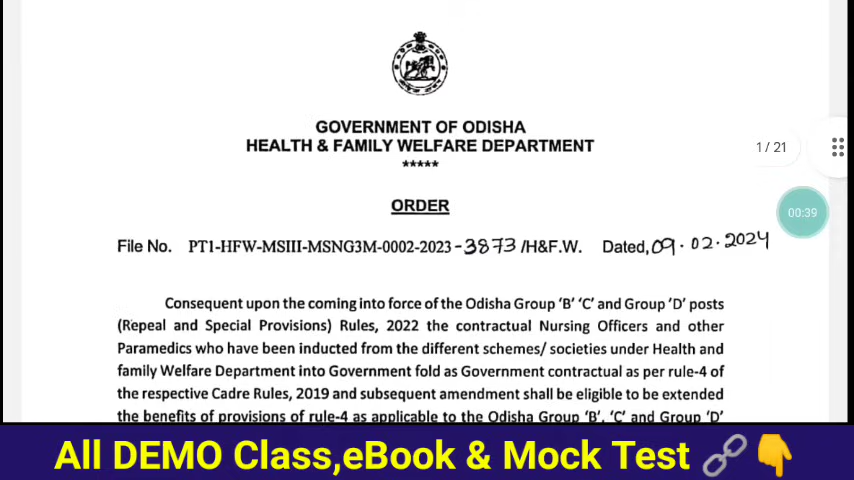 GOVERNMENT OF ODISHA
HEALTH & FAMILY WELFARE DEPARTMENT
*****
1 / 21
ORDER
00:39
File No. PT1-HFW-MSIII-MSNG3M-0002-2023-3873/H&F.W. Dated,09.02.2024
Consequent upon the coming into force of the Odisha Group 'B' 'C' and Group 'D' posts
(Repeal and Special Provisions) Rules, 2022 the contractual Nursing Officers and other
Paramedics who have been inducted from the different schemes/ societies under Health and
family Welfare Department into Government fold as Government contractual as per rule-4 of
the respective Cadre Rules, 2019 and subsequent amendment shall be eligible to be extended
the benefits of provisions of rule-4 as applicable to the Odisha Group 'B', 'C' and Group 'D'
All DEMO Class,eBook & Mock Test